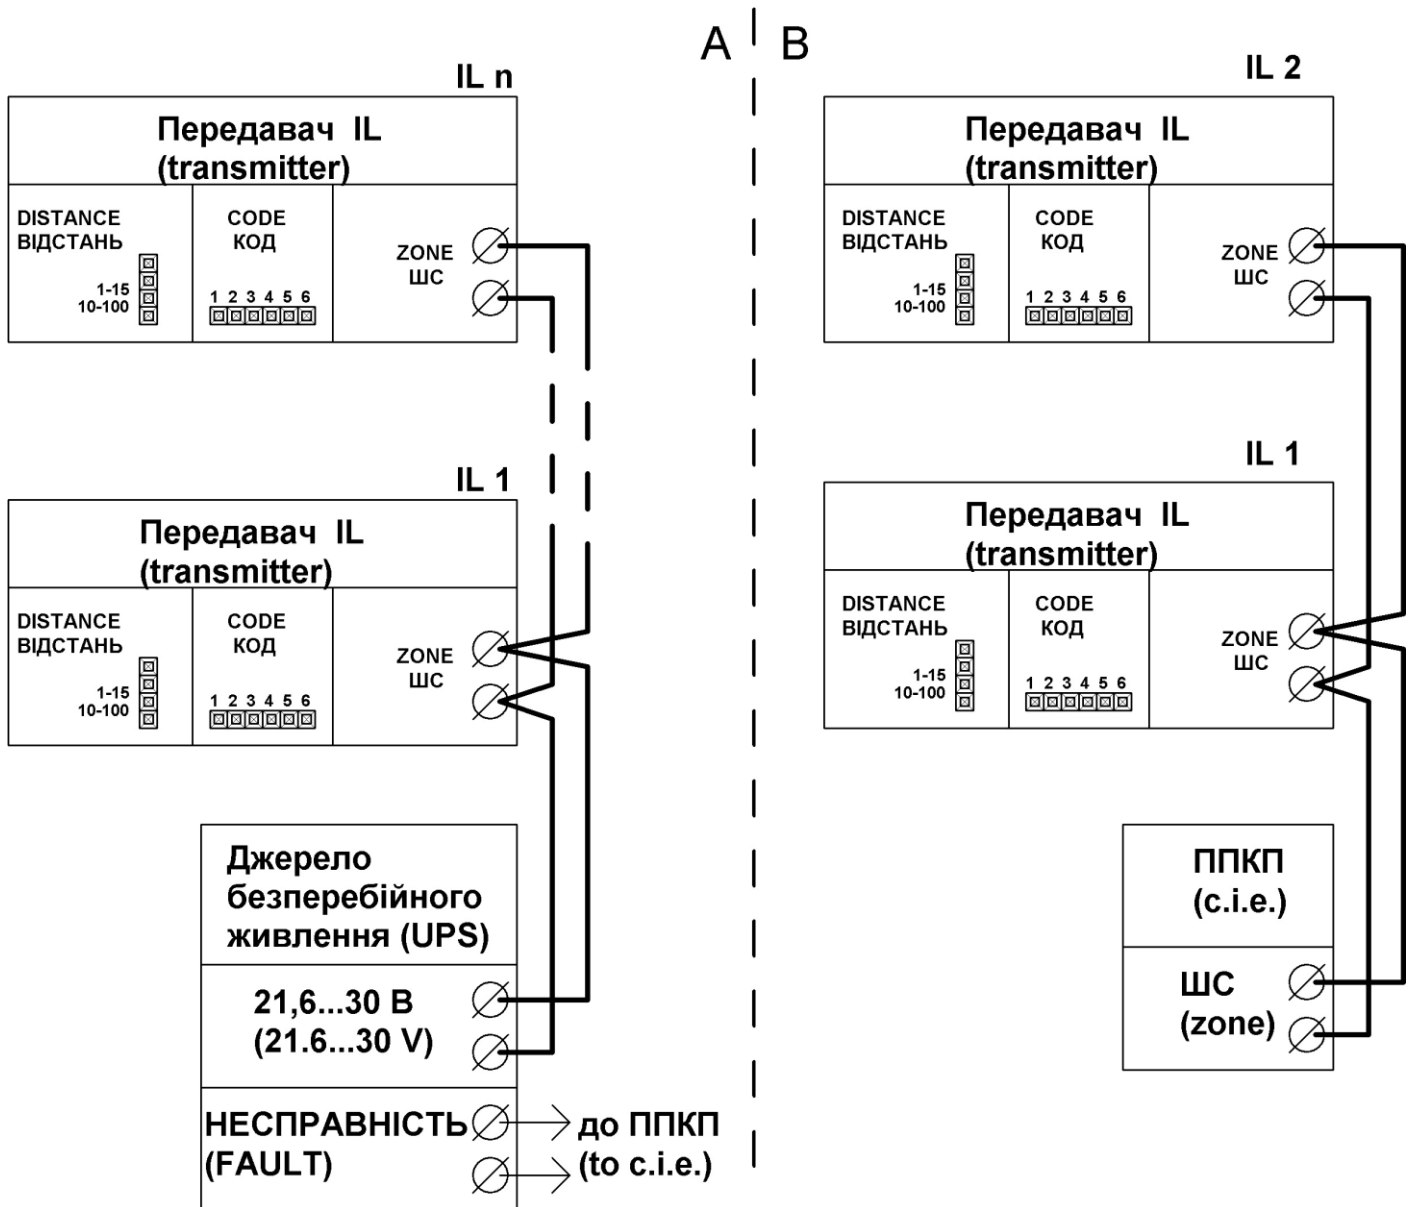 A
B
IL n
Передавач IL
(transmitter)
DISTANCE
ВІДСТАНЬ
1-15
10-100
CODE
КОД
1 2 3 4 5 6
ZONE
ШС
IL 1
Передавач IL
(transmitter)
DISTANCE
ВІДСТАНЬ
1-15
10-100
CODE
КОД
1 2 3 4 5 6
ZONE
ШС
Джерело
безперебійного
живлення (UPS)
21,6...30 В
(21.6...30 V)
НЕСПРАВНІСТЬ
(FAULT)
до ППКП
(to c.i.e.)
IL 2
Передавач IL
(transmitter)
DISTANCE
ВІДСТАНЬ
1-15
10-100
CODE
КОД
1 2 3 4 5 6
ZONE
ШС
IL 1
Передавач IL
(transmitter)
DISTANCE
ВІДСТАНЬ
1-15
10-100
CODE
КОД
1 2 3 4 5 6
ZONE
ШС
ППКП
(c.i.e.)
ШС
(zone)